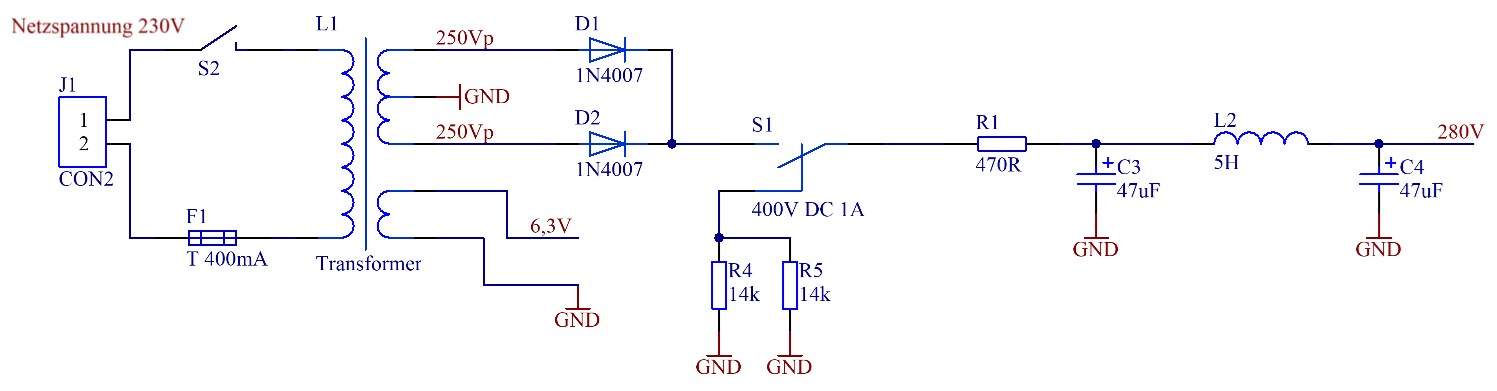 Netzspannung 230V
L1
D1
250Vp
1N4007
S2
J1
1
2
CON2
GND
D2
250Vp
1N4007
S1
400V DC 1A
R1
470R
L2
5H
280V
C3
47uF
C4
47uF
GND
GND
F1
T 400mA
Transformer
6,3V
GND
R4
14k
R5
14k
GND
GND